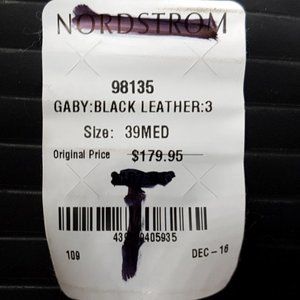 NORDSTROM
98135
GABY:BLACK LEATHER:3
Size: 39MED
Original Price $179.95
109
DEC-16